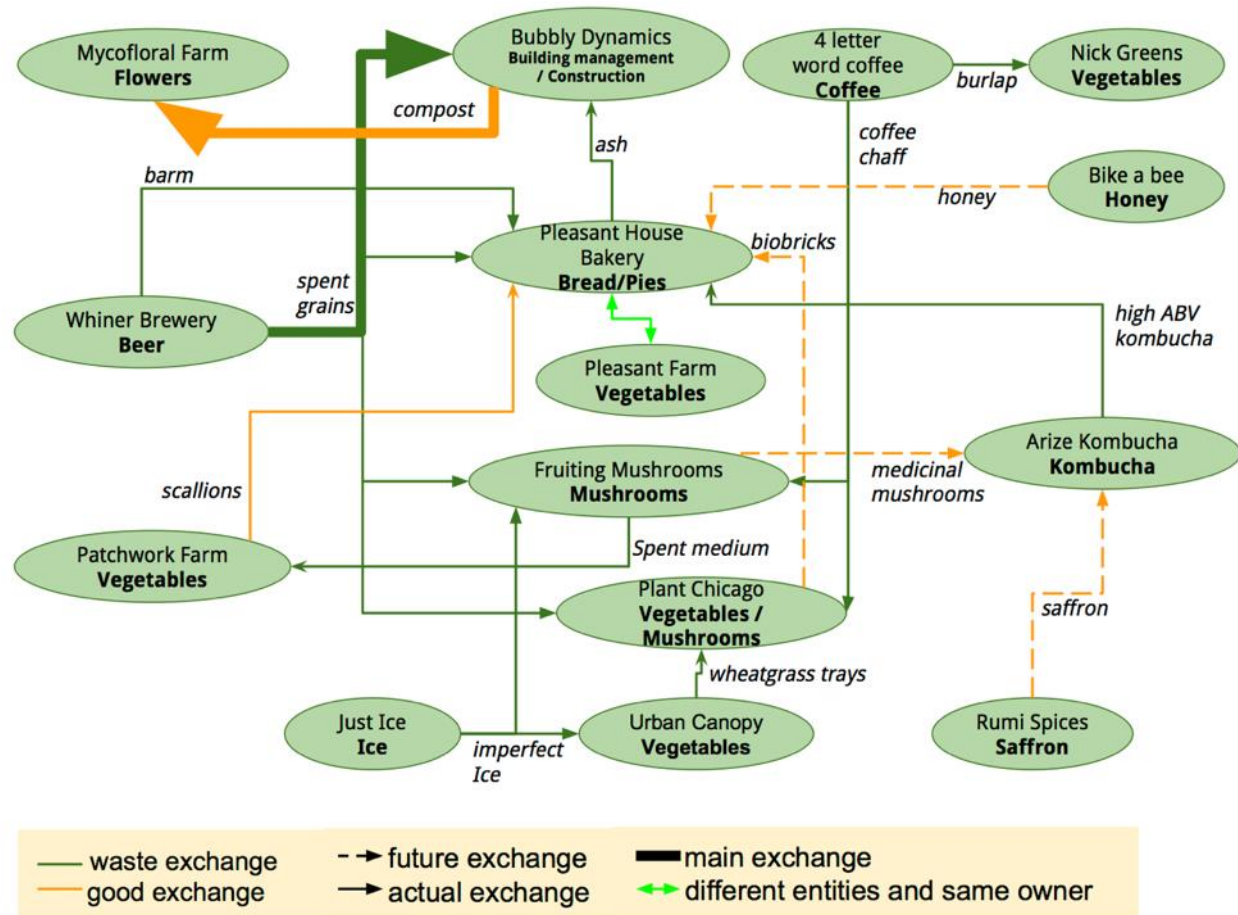 Mycofloral Farm
Flowers
Bubbly Dynamics
Building management
/ Construction
4 letter
word coffee
Coffee
Nick Greens
Vegetables
burlap
compost
coffee
chaff
ash
barm
Bike a bee
Honey
honey
Pleasant House
Bakery
Bread/Pies
biobricks
spent
grains
Whiner Brewery
Beer
high ABV
kombucha
Pleasant Farm
Vegetables
Arize Kombucha
Kombucha
Fruiting Mushrooms
Mushrooms
medicinal
mushrooms
scallions
Spent medium
Patchwork Farm
Vegetables
Plant Chicago
Vegetables /
Mushrooms
saffron
wheatgrass trays
Just Ice
Ice
imperfect
Ice
Urban Canopy
Vegetables
Rumi Spices
Saffron
waste exchange
future exchange
main exchange
good exchange
actual exchange
different entities and same owner